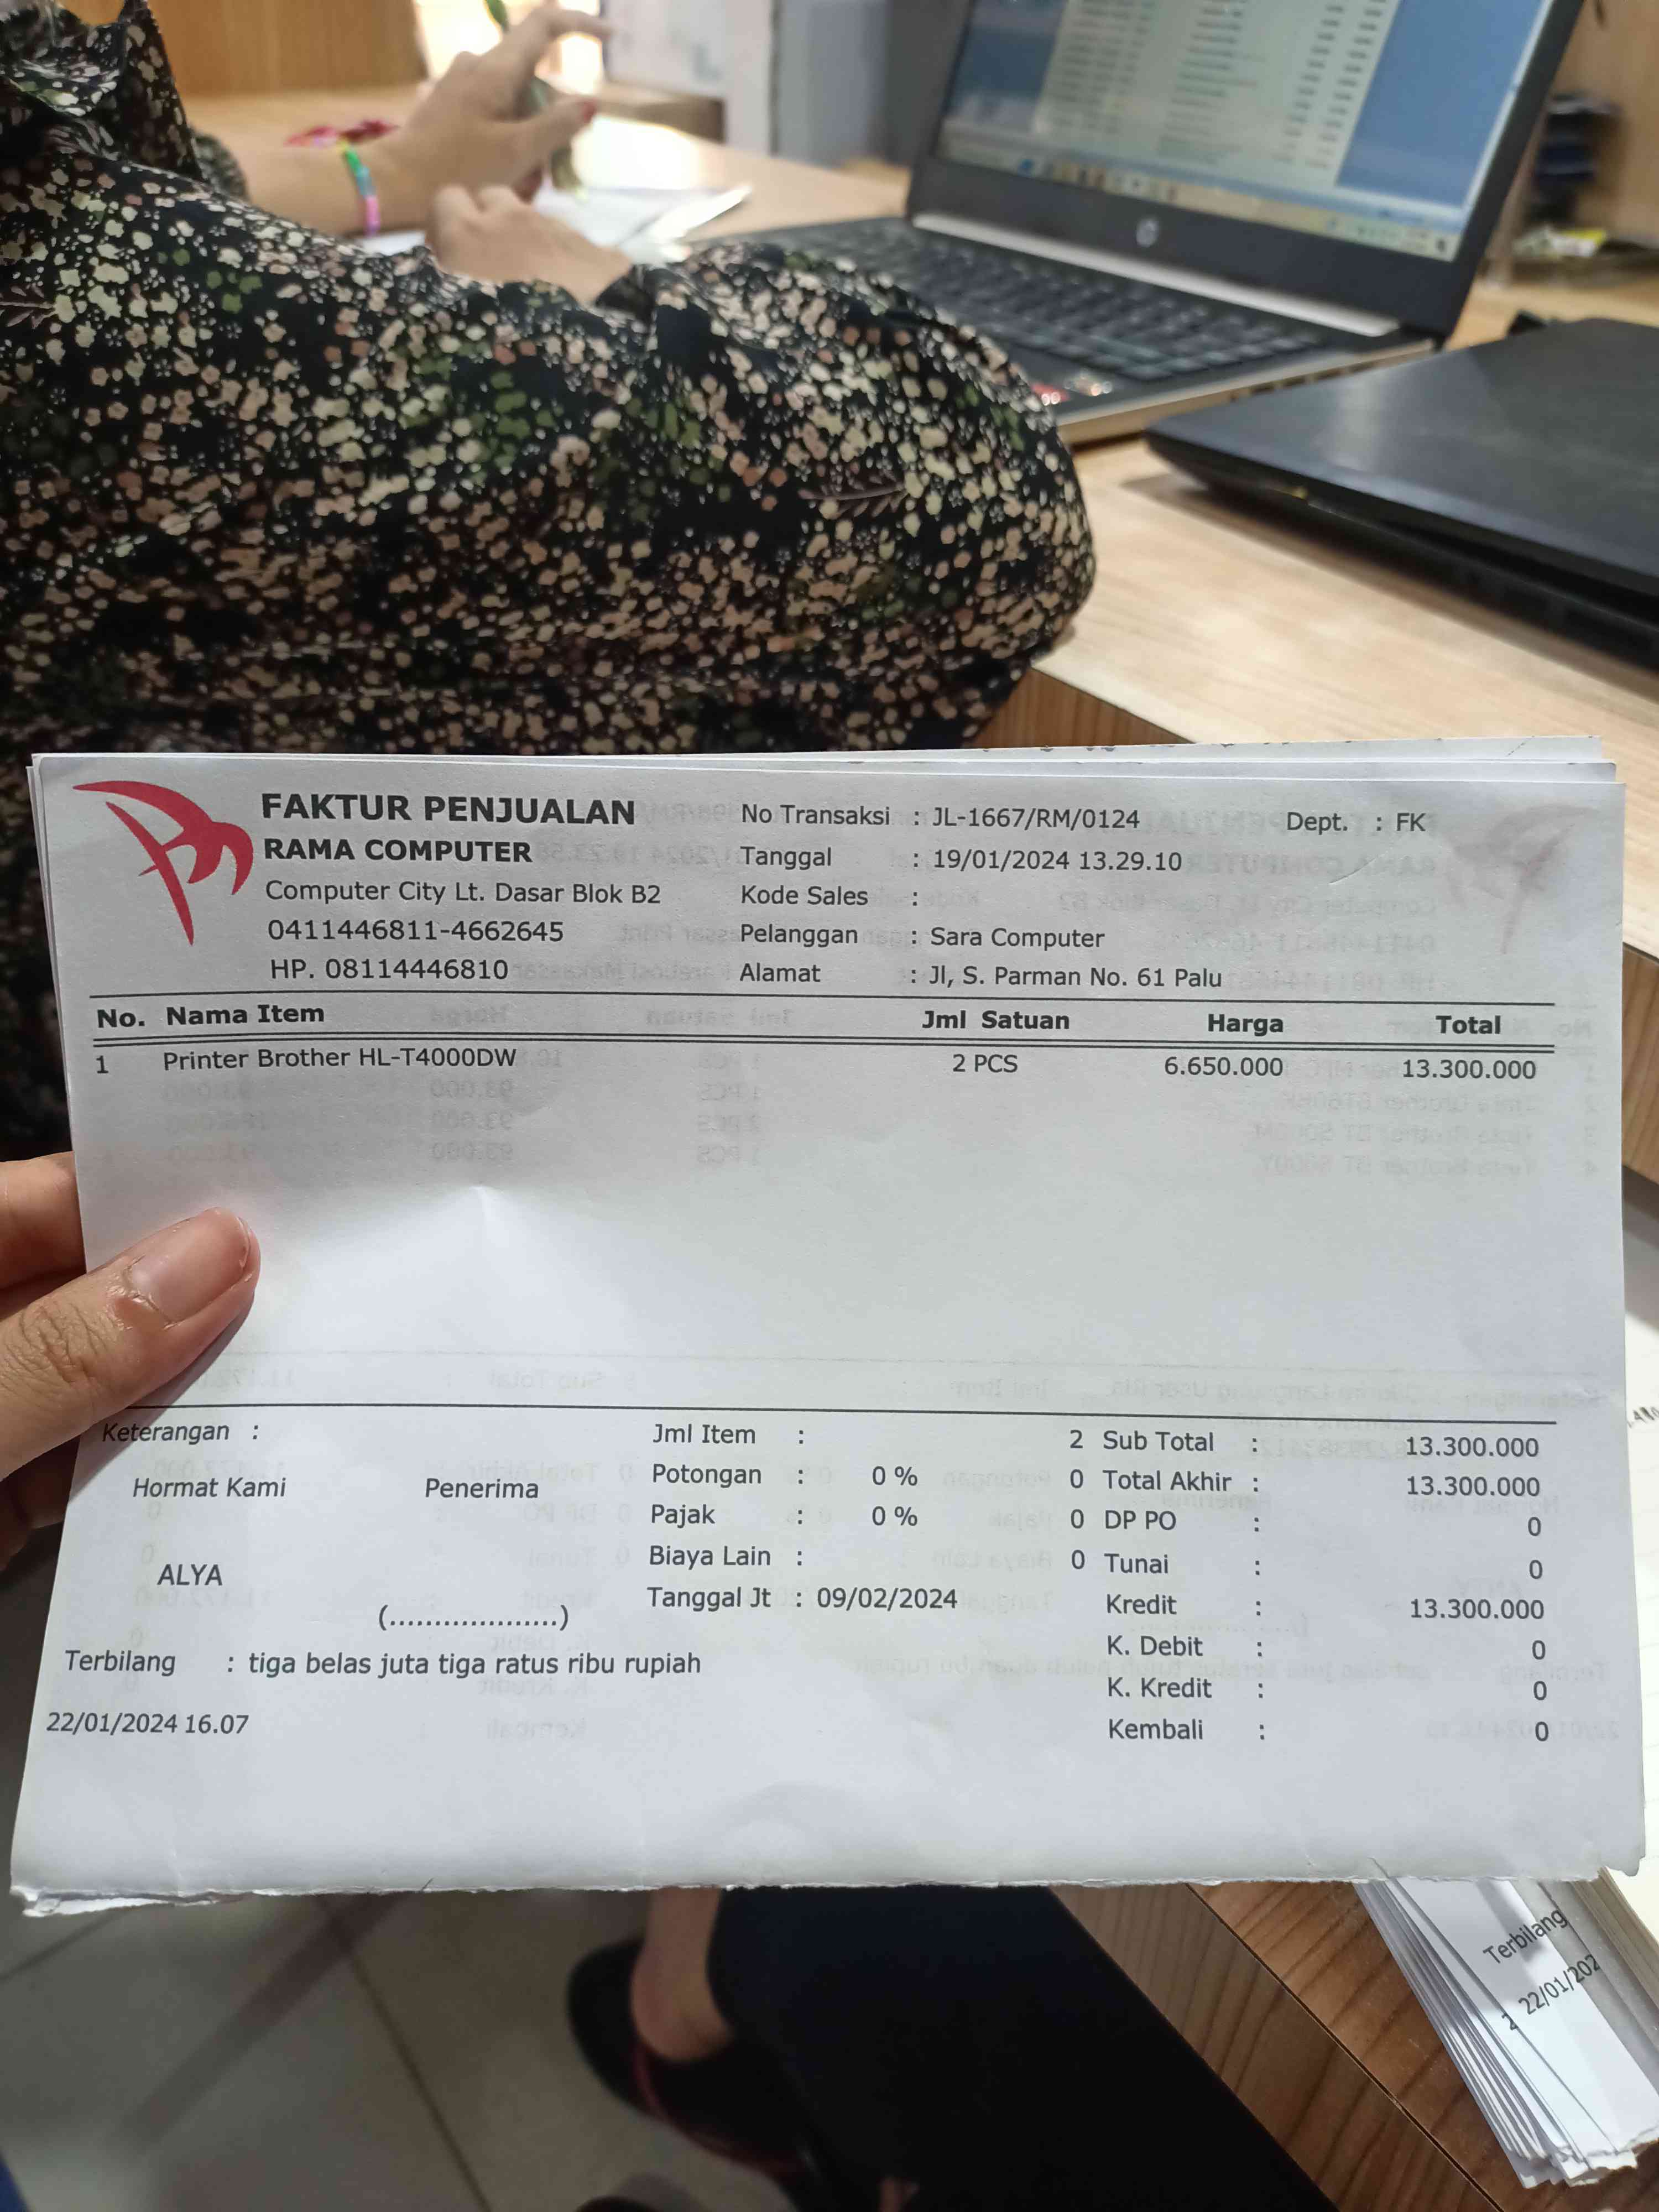 FAKTUR PENJUALAN
RAMA COMPUTER
Computer City Lt. Dasar Blok B2
0411446811-4662645
HP. 08114446810
No Transaksi : JL-1667/RM/0124
Dept. : FK
Tanggal : 19/01/2024 13.29.10
Kode Sales :
Pelanggan : Sara Computer
Alamat : Jl, S. Parman No. 61 Palu
No. Nama Item Jml Satuan Harga Total
1 Printer Brother HL-T4000DW 2 PCS 6.650.000 13.300.000
Keterangan :
Hormat Kami Penerima
ALYA
(...................)
Jml Item : 2
Potongan : 0 % 0
Pajak : 0 % 0
Biaya Lain : 0
Tanggal Jt : 09/02/2024
Sub Total : 13.300.000
Total Akhir : 13.300.000
DP PO : 0
Tunai : 0
Kredit : 13.300.000
K. Debit : 0
K. Kredit : 0
Kembali : 0
Terbilang : tiga belas juta tiga ratus ribu rupiah
22/01/2024 16.07
Terbilang
22/01/202